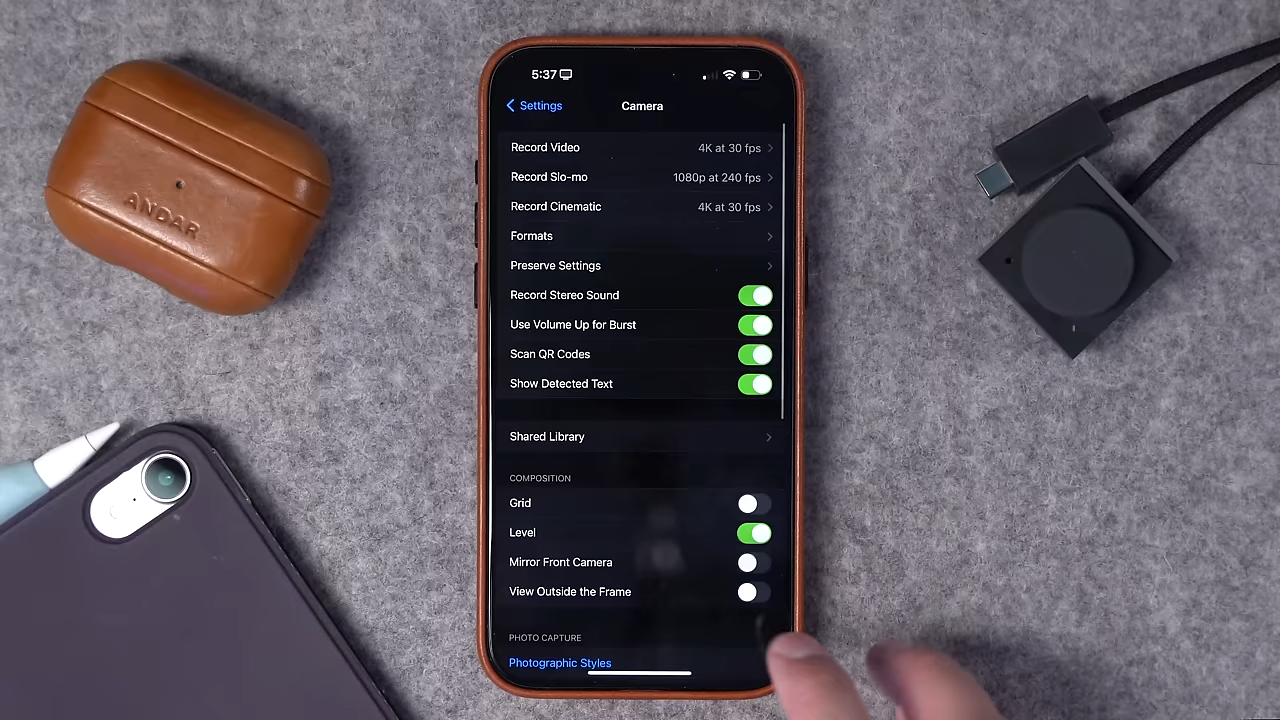 5:37
Settings
Camera
Record Video 4K at 30 fps
Record Slo-mo 1080p at 240 fps
Record Cinematic 4K at 30 fps
Formats
Preserve Settings
Record Stereo Sound
Use Volume Up for Burst
Scan QR Codes
Show Detected Text
Shared Library
COMPOSITION
Grid
Level
Mirror Front Camera
View Outside the Frame
PHOTO CAPTURE
Photographic Styles
ANDAR